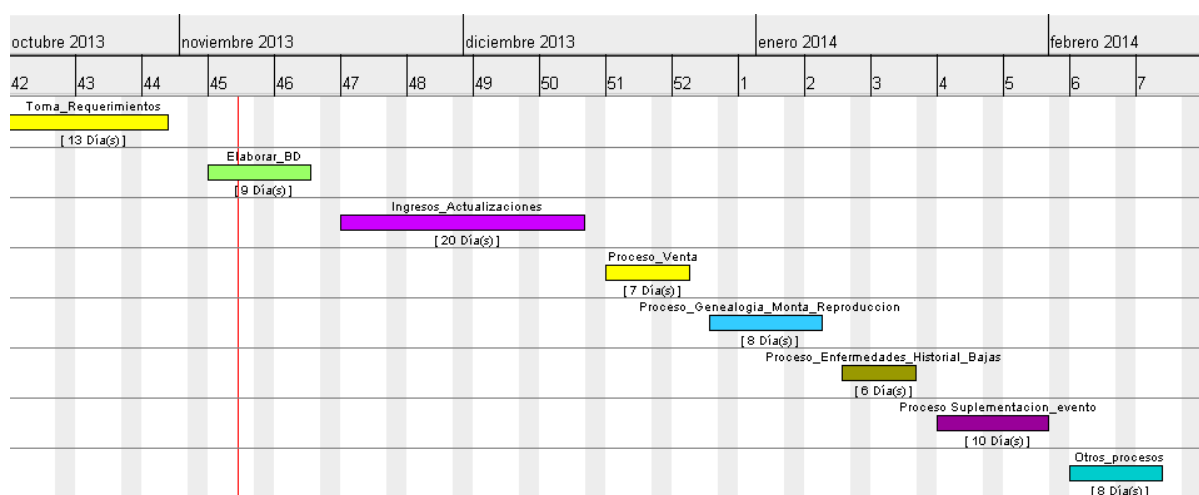 octubre 2013 noviembre 2013 diciembre 2013 enero 2014 febrero 2014
42 43 44 45 46 47 48 49 50 51 52 1 2 3 4 5 6 7
Toma_Requerimientos
[ 13 Día(s) ]
Elaborar_BD
[ 9 Día(s) ]
Ingresos_Actualizaciones
[ 20 Día(s) ]
Proceso_Venta
[ 7 Día(s) ]
Proceso_Genealogia_Monta_Reproduccion
[ 8 Día(s) ]
Proceso_Enfermedades_Historial_Bajas
[ 6 Día(s) ]
Proceso Suplementacion_evento
[ 10 Día(s) ]
Otros_procesos
[ 8 Día(s) ]